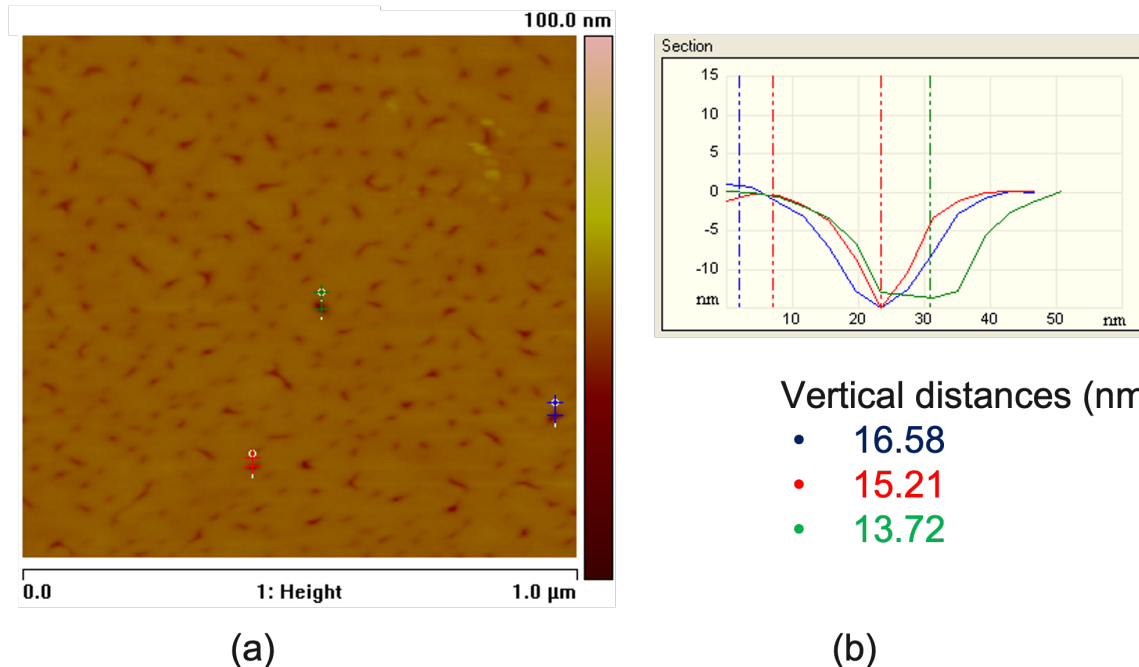 100.0 nm
0.0
1: Height
1.0 µm
(a)
Section
15
10
5
0
-5
-10
nm
10
20
30
40
50
nm
Vertical distances (nm
• 16.58
• 15.21
• 13.72
(b)